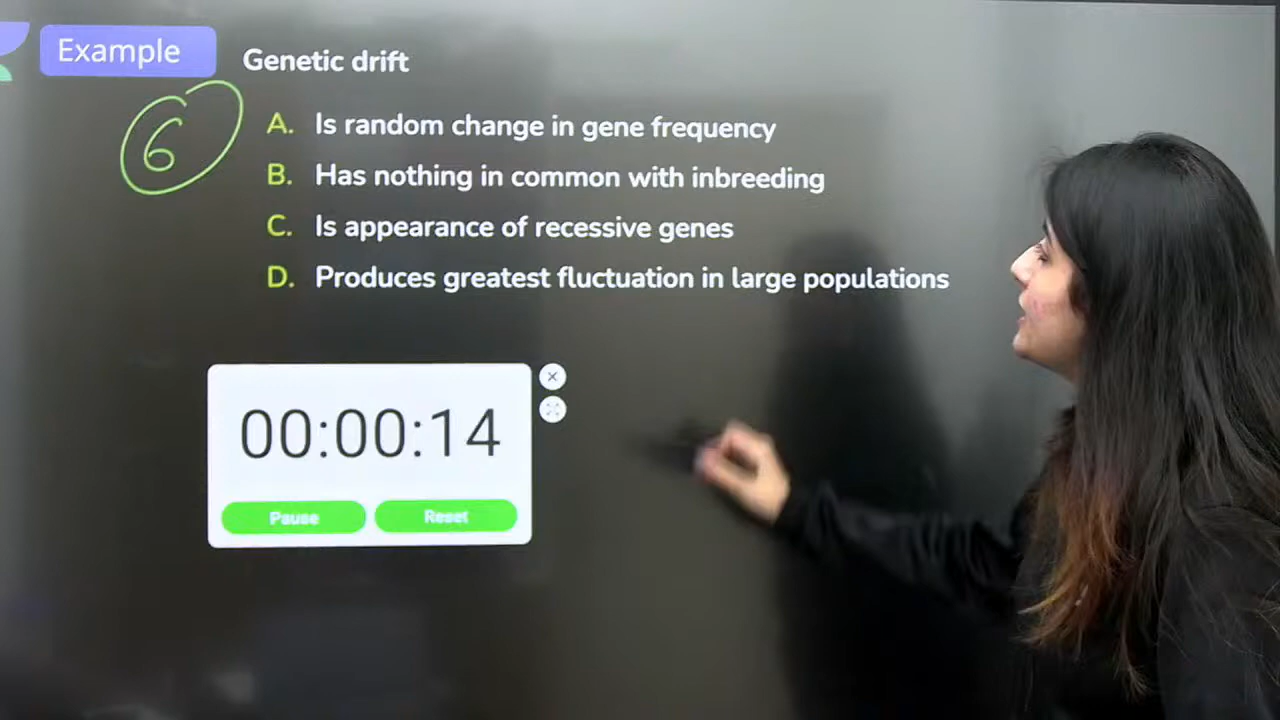 Example
Genetic drift
6
A. Is random change in gene frequency
B. Has nothing in common with inbreeding
C. Is appearance of recessive genes
D. Produces greatest fluctuation in large populations
00:00:14
Pause Reset